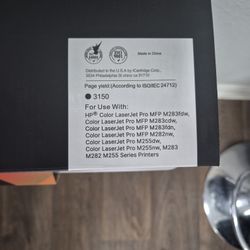 Made in China
Distributed in the U.S.A by iCartridge Corp.,
Page yield:(According to ISO/IEC 24712)
3150
For Use With:
HP® Color LaserJet Pro MFP M283fdw,
Color LaserJet Pro MFP M283cdw,
Color LaserJet Pro MFP M283fdn,
Color LaserJet Pro MFP M282nw,
Color LaserJet Pro M255dw,
Color LaserJet Pro M255nw, M283
M282 M255 Series Printers